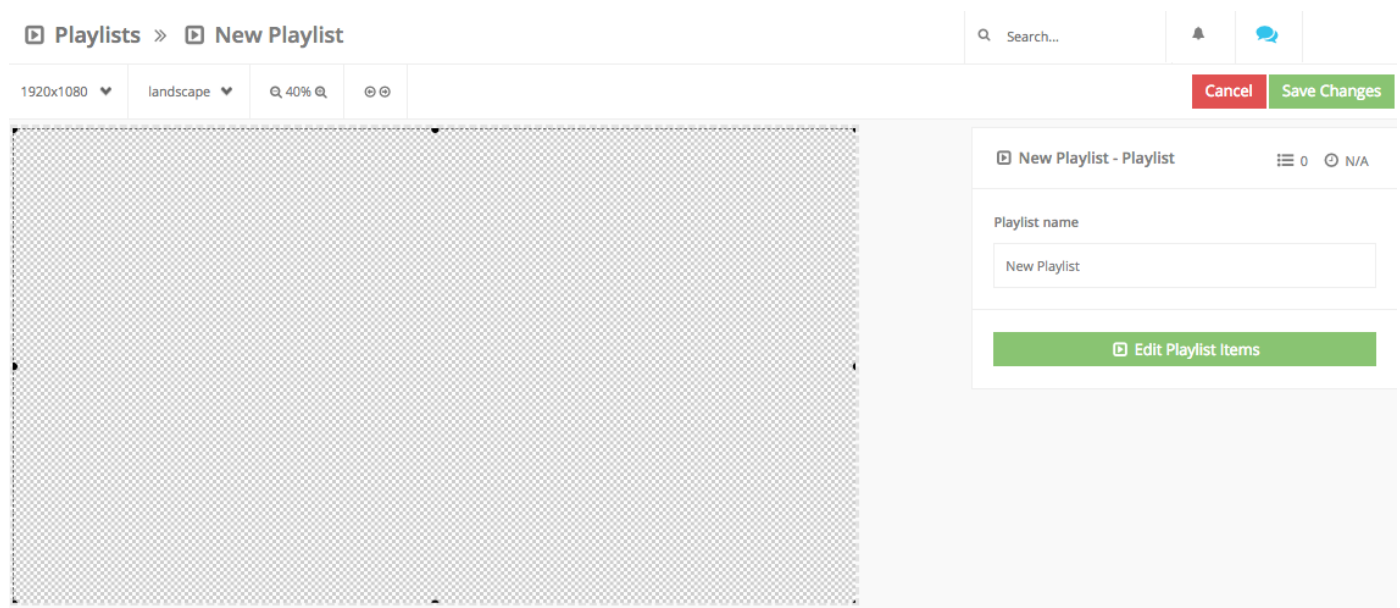 Playlists » New Playlist
Search...
1920x1080 landscape 40%
Cancel Save Changes
New Playlist - Playlist 0 N/A
Playlist name
New Playlist
Edit Playlist Items